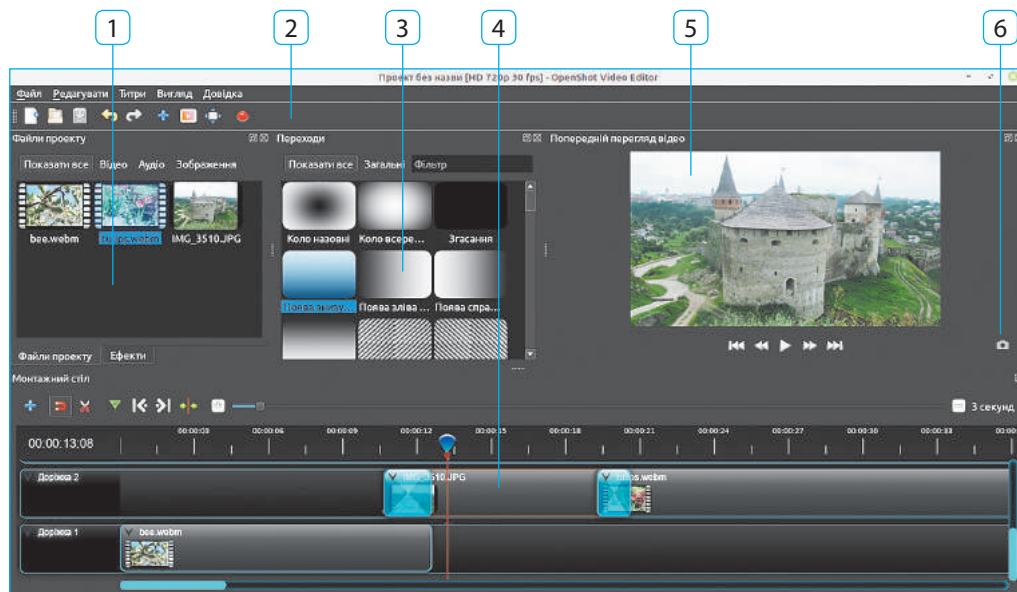 1 2 3 4 5 6
Проект без назви [HD 720p 30 fps] - OpenShot Video Editor
Файл Редагувати Титри Вигляд Довідка
Файли проекту Переходи Попередній перегляд відео
Показати все Відео Аудіо Зображення Показати все Загальні Фільтр
bee.webm IMG_3510.JPG Коло назовні Коло всере... Згасання
Поява знизу... Поява зліва ... Поява спра...
Файли проекту Ефекти
Монтажний стіл
3 секунд
00:00:13:08 00:00:06 00:00:09 00:00:12 00:00:15 00:00:18 00:00:21 00:00:24 00:00:27 00:00:30 00:00:33
Доріжка 2 510.JPG
Доріжка 1 bee.webm